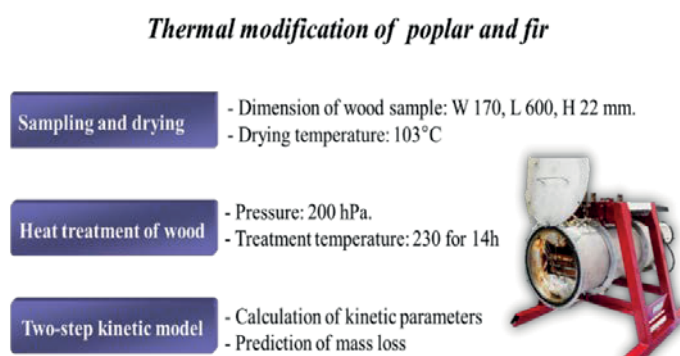 Thermal modification of poplar and fir
Sampling and drying
- Dimension of wood sample: W 170, L 600, H 22 mm.
- Drying temperature: 103°C
Heat treatment of wood
- Pressure: 200 hPa.
- Treatment temperature: 230 for 14h
Two-step kinetic model
- Calculation of kinetic parameters
- Prediction of mass loss